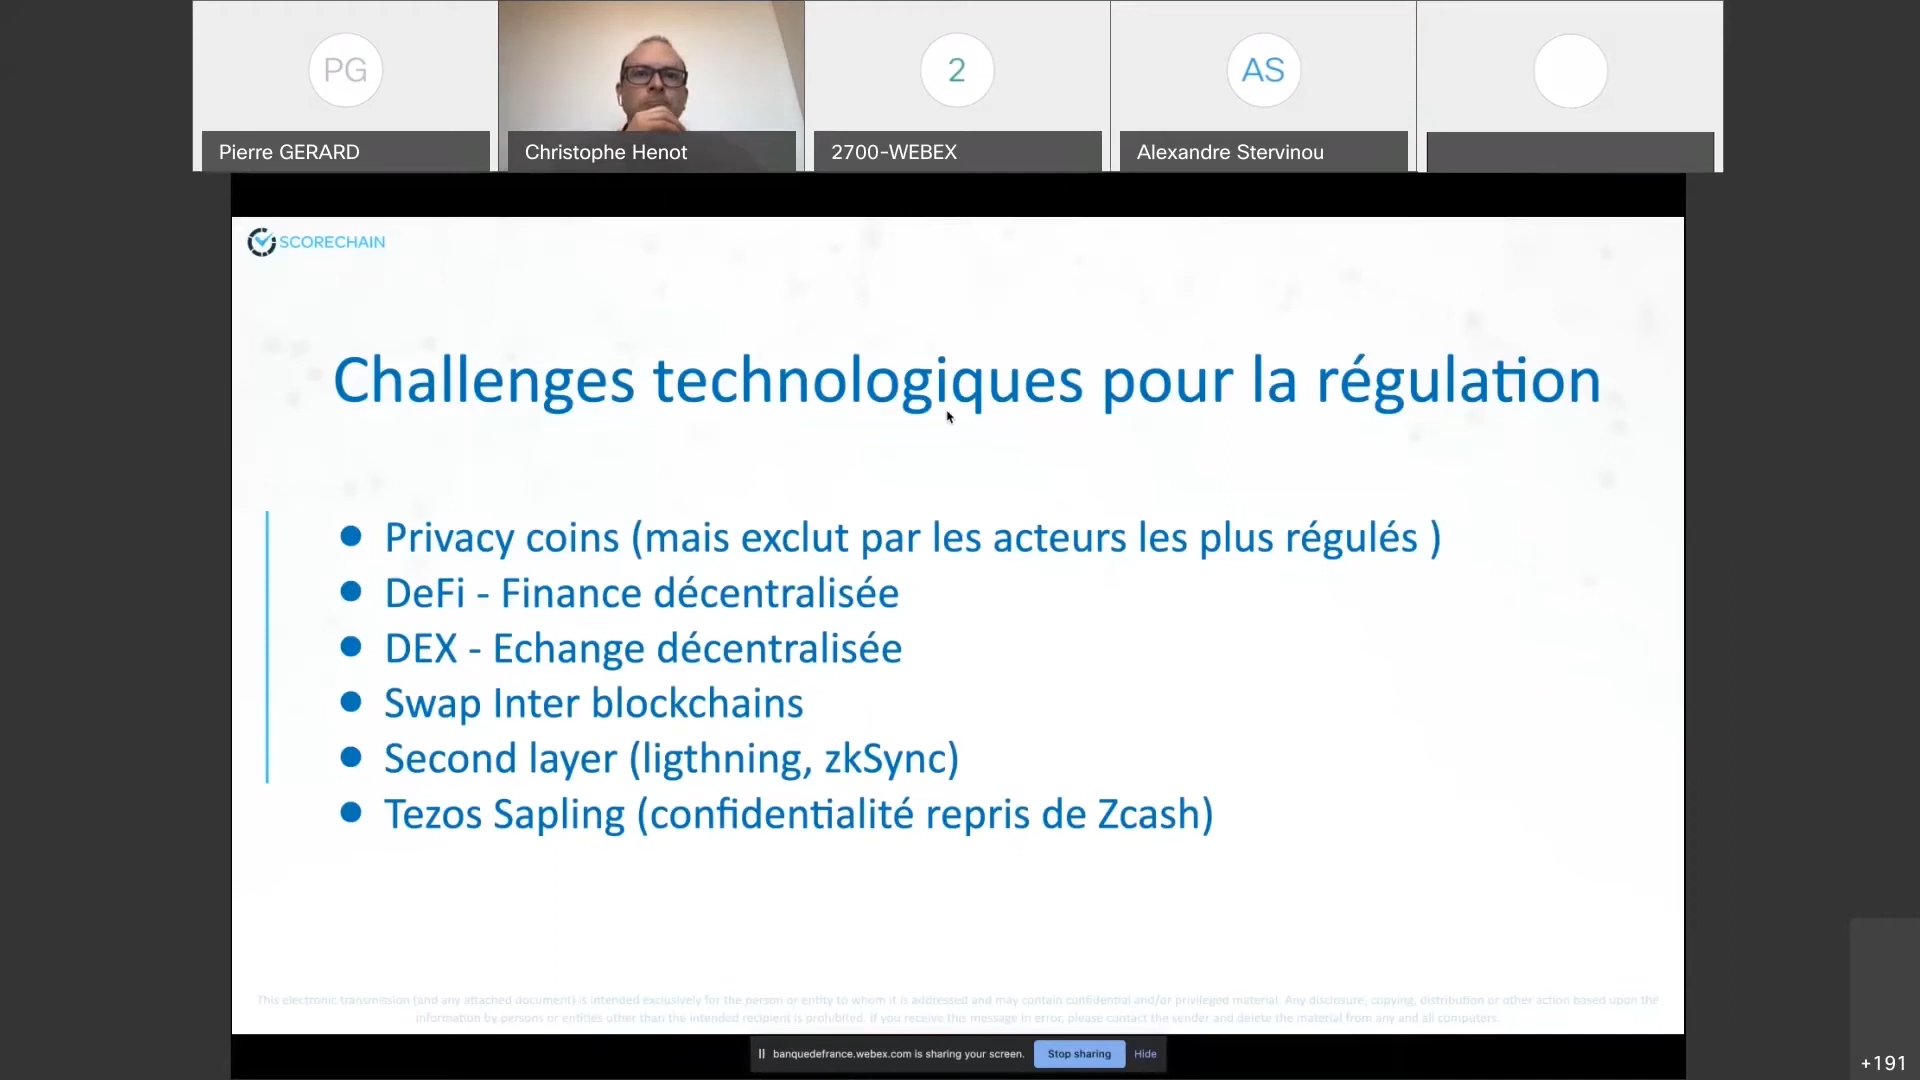 PG
2
AS
Pierre GERARD
Christophe Henot
2700-WEBEX
Alexandre Stervinou
SCORECHAIN
Challenges technologiques pour la régulation
● Privacy coins (mais exclut par les acteurs les plus régulés )
● DeFi - Finance décentralisée
● DEX - Echange décentralisée
● Swap Inter blockchains
● Second layer (ligthning, zkSync)
● Tezos Sapling (confidentialité repris de Zcash)
This electronic transmission (and any attached document) is intended exclusively for the person or entity to whom it is addressed and may contain confidential and/or privileged material. Any disclosure, copying, distribution or other action based upon the
information by persons or entities other than the intended recipient is prohibited. If you receive this message in error, please contact the sender and delete the material from any and all computers.
banquedefrance.webex.com is sharing your screen.
Stop sharing
Hide
+191